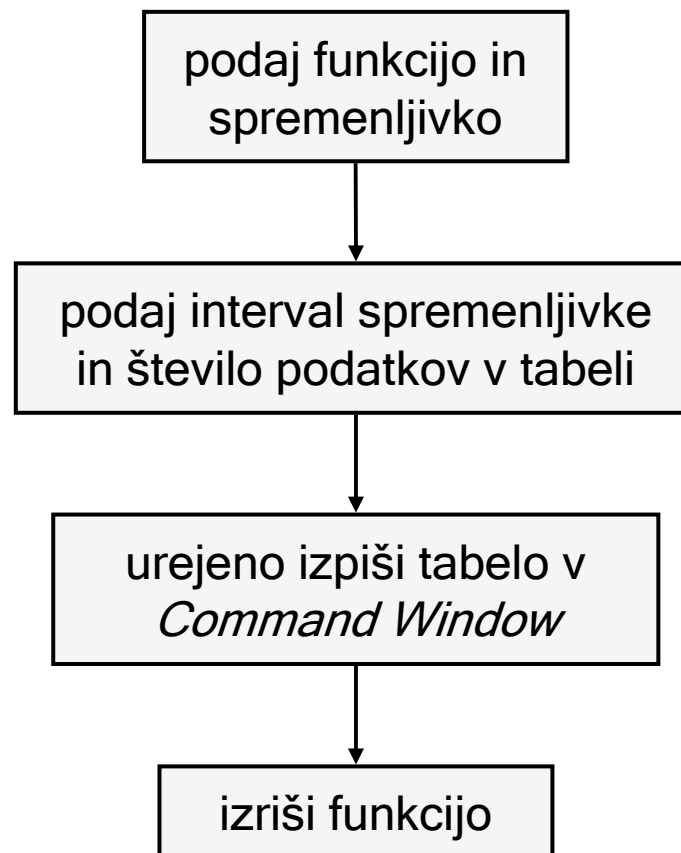 podaj funkcijo in
spremenljivko
podaj interval spremenljivke
in število podatkov v tabeli
urejeno izpiši tabelo v
Command Window
izriši funkcijo